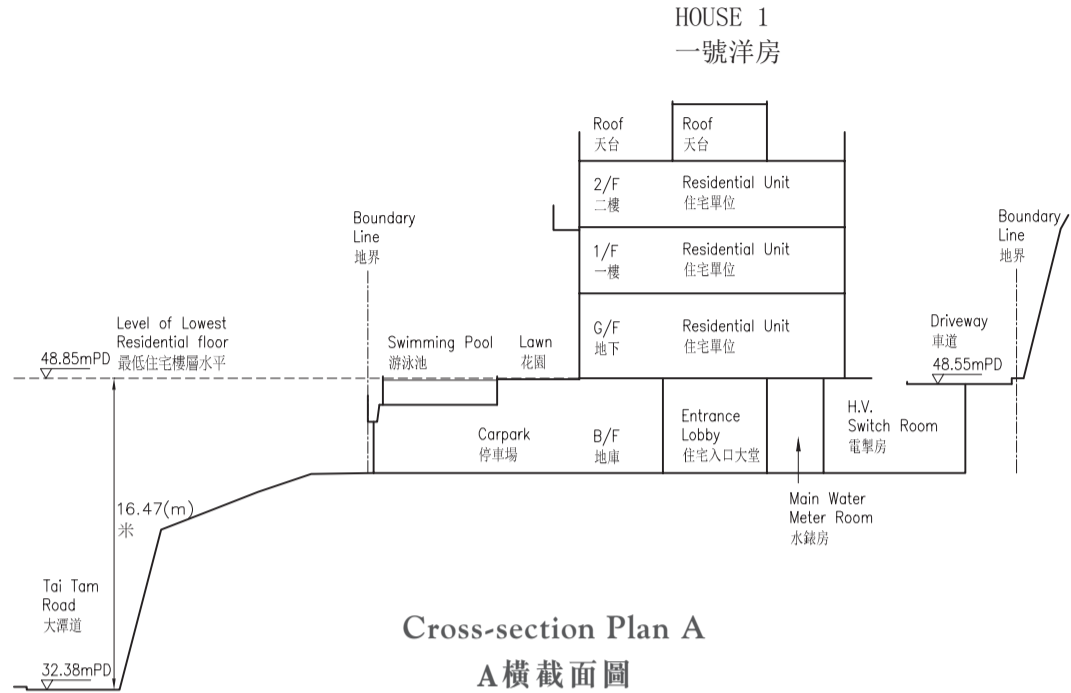 HOUSE 1
一號洋房
Roof
天台
Roof
天台
2/F
二樓
Residential Unit
住宅單位
Boundary
Line
地界
1/F
一樓
Residential Unit
住宅單位
Boundary
Line
地界
Level of Lowest
Residential floor
最低住宅樓層水平
48.85mPD
Swimming Pool
游泳池
Lawn
花園
G/F
地下
Residential Unit
住宅單位
Driveway
車道
48.55mPD
Carpark
停車場
B/F
地庫
Entrance
Lobby
住宅入口大堂
H.V.
Switch Room
電掣房
16.47(m)
米
Main Water
Meter Room
水錶房
Tai Tam
Road
大潭道
32.38mPD
Cross-section Plan A
A橫截面圖